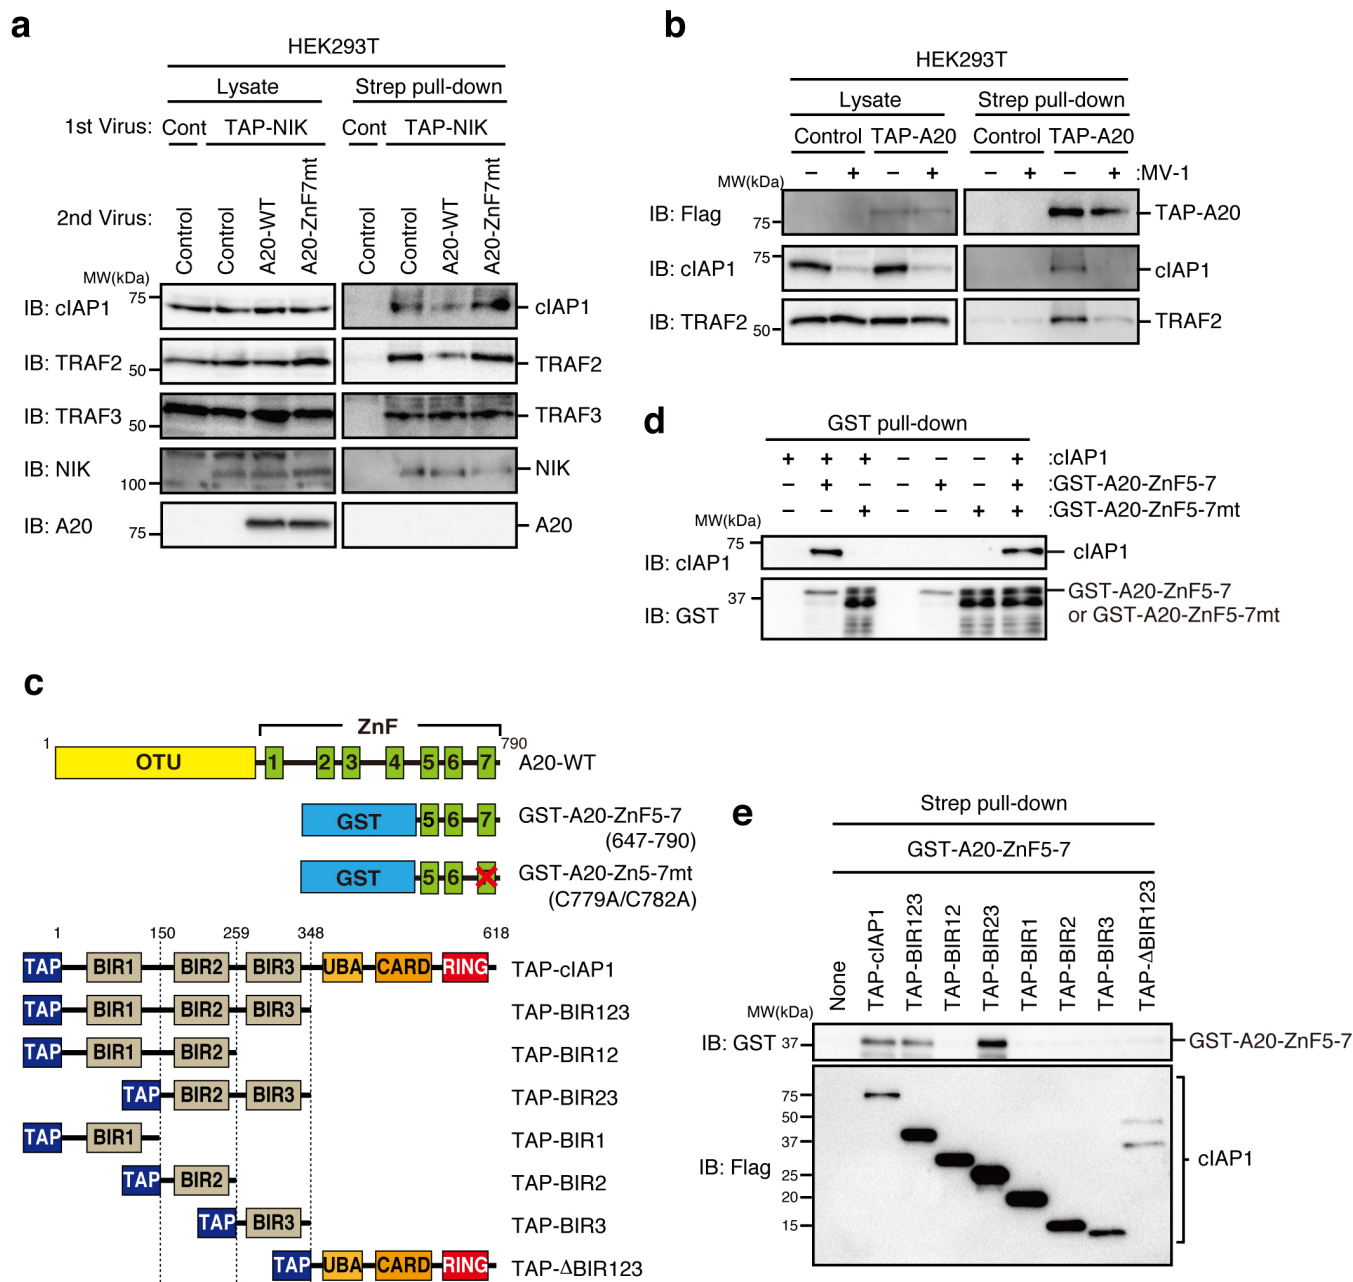 a
HEK293T
Lysate Strep pull-down
1st Virus: Cont TAP-NIK Cont TAP-NIK
2nd Virus: Control Control A20-WT A20-ZnF7mt Control Control A20-WT A20-ZnF7mt
MW(kDa)
IB: cIAP1 75 cIAP1
IB: TRAF2 50 TRAF2
IB: TRAF3 50 TRAF3
IB: NIK 100 NIK
IB: A20 75 A20
b
HEK293T
Lysate Strep pull-down
Control TAP-A20 Control TAP-A20
MW(kDa) − + − + − + − + :MV-1
IB: Flag 75 TAP-A20
IB: cIAP1 75 cIAP1
IB: TRAF2 50 TRAF2
d
GST pull-down
+ + + − − − + :cIAP1
− + − − + − + :GST-A20-ZnF5-7
− − + − − + + :GST-A20-ZnF5-7mt
MW(kDa)
IB: cIAP1 75 cIAP1
IB: GST 37 GST-A20-ZnF5-7
or GST-A20-ZnF5-7mt
c
ZnF
1 790
OTU 1 2 3 4 5 6 7 A20-WT
GST 5 6 7 GST-A20-ZnF5-7
(647-790)
GST 5 6 GST-A20-Zn5-7mt
(C779A/C782A)
1 150 259 348 618
TAP BIR1 BIR2 BIR3 UBA CARD RING TAP-cIAP1
TAP BIR1 BIR2 BIR3 TAP-BIR123
TAP BIR1 BIR2 TAP-BIR12
TAP BIR2 BIR3 TAP-BIR23
TAP BIR1 TAP-BIR1
TAP BIR2 TAP-BIR2
TAP BIR3 TAP-BIR3
TAP UBA CARD RING TAP-ΔBIR123
e
Strep pull-down
GST-A20-ZnF5-7
None TAP-cIAP1 TAP-BIR123 TAP-BIR12 TAP-BIR23 TAP-BIR1 TAP-BIR2 TAP-BIR3 TAP-ΔBIR123
MW(kDa)
IB: GST 37 GST-A20-ZnF5-7
75
50
37
IB: Flag 25 cIAP1
20
15